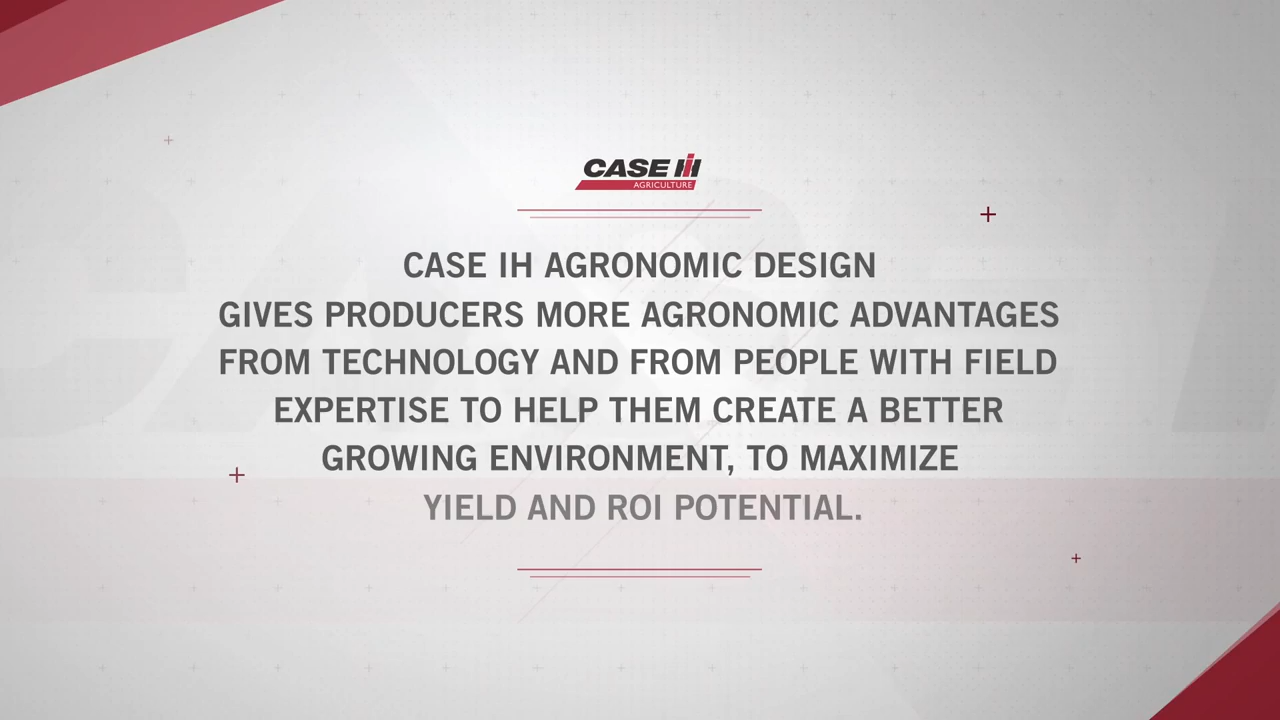 CASE IH
AGRICULTURE
CASE IH AGRONOMIC DESIGN
GIVES PRODUCERS MORE AGRONOMIC ADVANTAGES
FROM TECHNOLOGY AND FROM PEOPLE WITH FIELD
EXPERTISE TO HELP THEM CREATE A BETTER
GROWING ENVIRONMENT, TO MAXIMIZE
YIELD AND ROI POTENTIAL.